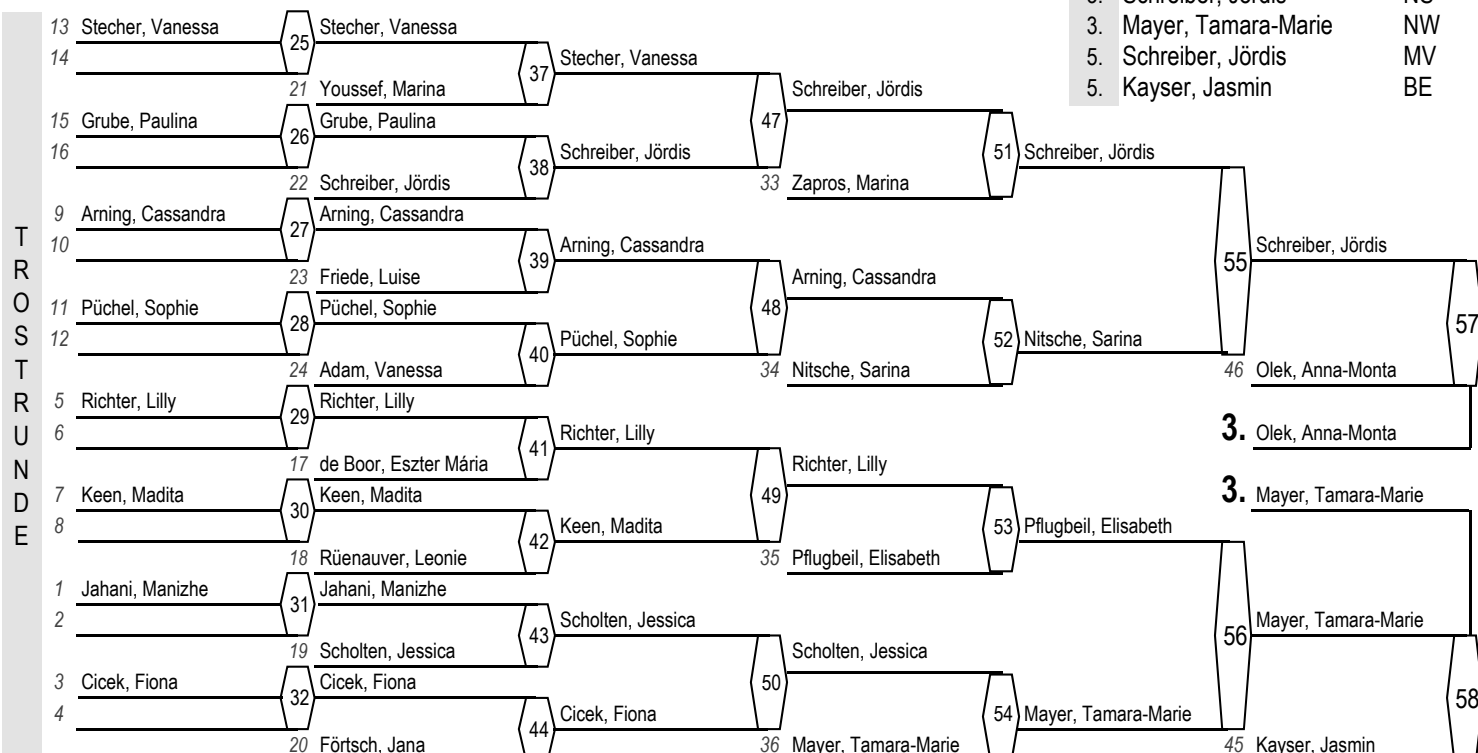 3. Mayer, Tamara-Marie NW
5. Schreiber, Jördis MV
5. Kayser, Jasmin BE
TROSTRUNDE
13 Stecher, Vanessa
14
25
15 Grube, Paulina
16
26
9 Arning, Cassandra
10
27
11 Püchel, Sophie
12
28
5 Richter, Lilly
6
29
7 Keen, Madita
8
30
1 Jahani, Manizhe
2
31
3 Cicek, Fiona
4
32
Stecher, Vanessa
21 Youssef, Marina
37
Grube, Paulina
22 Schreiber, Jördis
38
Arning, Cassandra
23 Friede, Luise
39
Püchel, Sophie
24 Adam, Vanessa
40
Richter, Lilly
17 de Boor, Eszter Mária
41
Keen, Madita
18 Rüenauver, Leonie
42
Jahani, Manizhe
19 Scholten, Jessica
43
Cicek, Fiona
20 Förtsch, Jana
44
Stecher, Vanessa
Schreiber, Jördis
47
Arning, Cassandra
Püchel, Sophie
48
Richter, Lilly
Keen, Madita
49
Scholten, Jessica
Cicek, Fiona
50
Schreiber, Jördis
33 Zapros, Marina
51
Arning, Cassandra
34 Nitsche, Sarina
52
Richter, Lilly
35 Pflugbeil, Elisabeth
53
Scholten, Jessica
36 Mayer, Tamara-Marie
54
Schreiber, Jördis
Nitsche, Sarina
55
Pflugbeil, Elisabeth
Mayer, Tamara-Marie
56
Schreiber, Jördis
46 Olek, Anna-Monta
57
3. Olek, Anna-Monta
3. Mayer, Tamara-Marie
Mayer, Tamara-Marie
45 Kayser, Jasmin
58